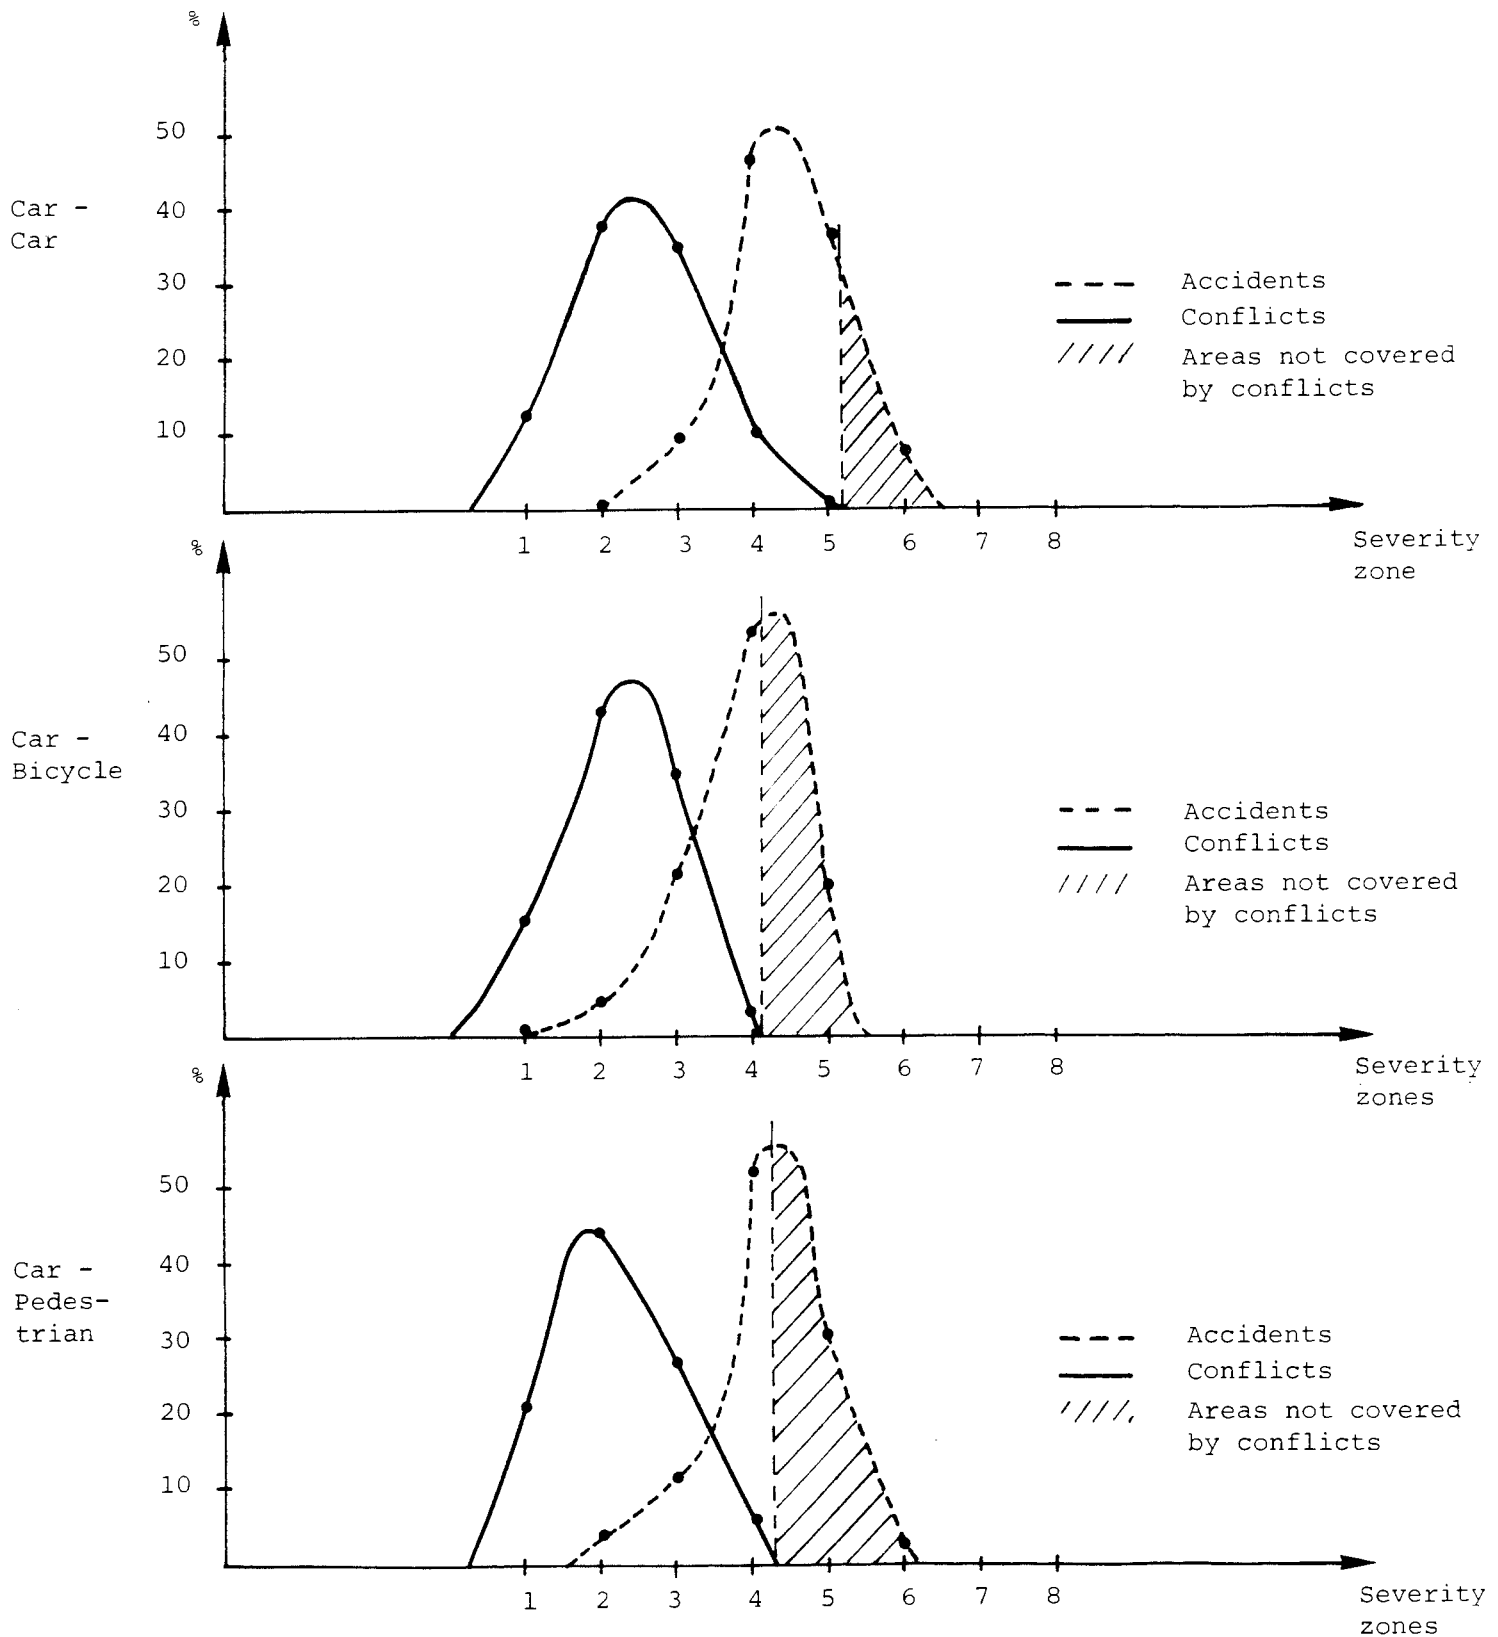 %
50
40
30
20
10
Car -
Car
Accidents
Conflicts
Areas not covered
by conflicts
1 2 3 4 5 6 7 8
Severity
zone
%
50
40
30
20
10
Car -
Bicycle
Accidents
Conflicts
Areas not covered
by conflicts
1 2 3 4 5 6 7 8
Severity
zones
%
50
40
30
20
10
Car -
Pedes-
trian
Accidents
Conflicts
Areas not covered
by conflicts
1 2 3 4 5 6 7 8
Severity
zones